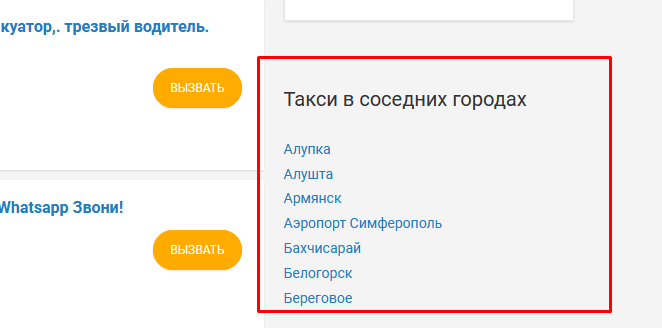 куатор,. трезвый водитель.
ВЫЗВАТЬ
Whatsapp Звони!
ВЫЗВАТЬ
Такси в соседних городах
Алупка
Алушта
Армянск
Аэропорт Симферополь
Бахчисарай
Белогорск
Береговое